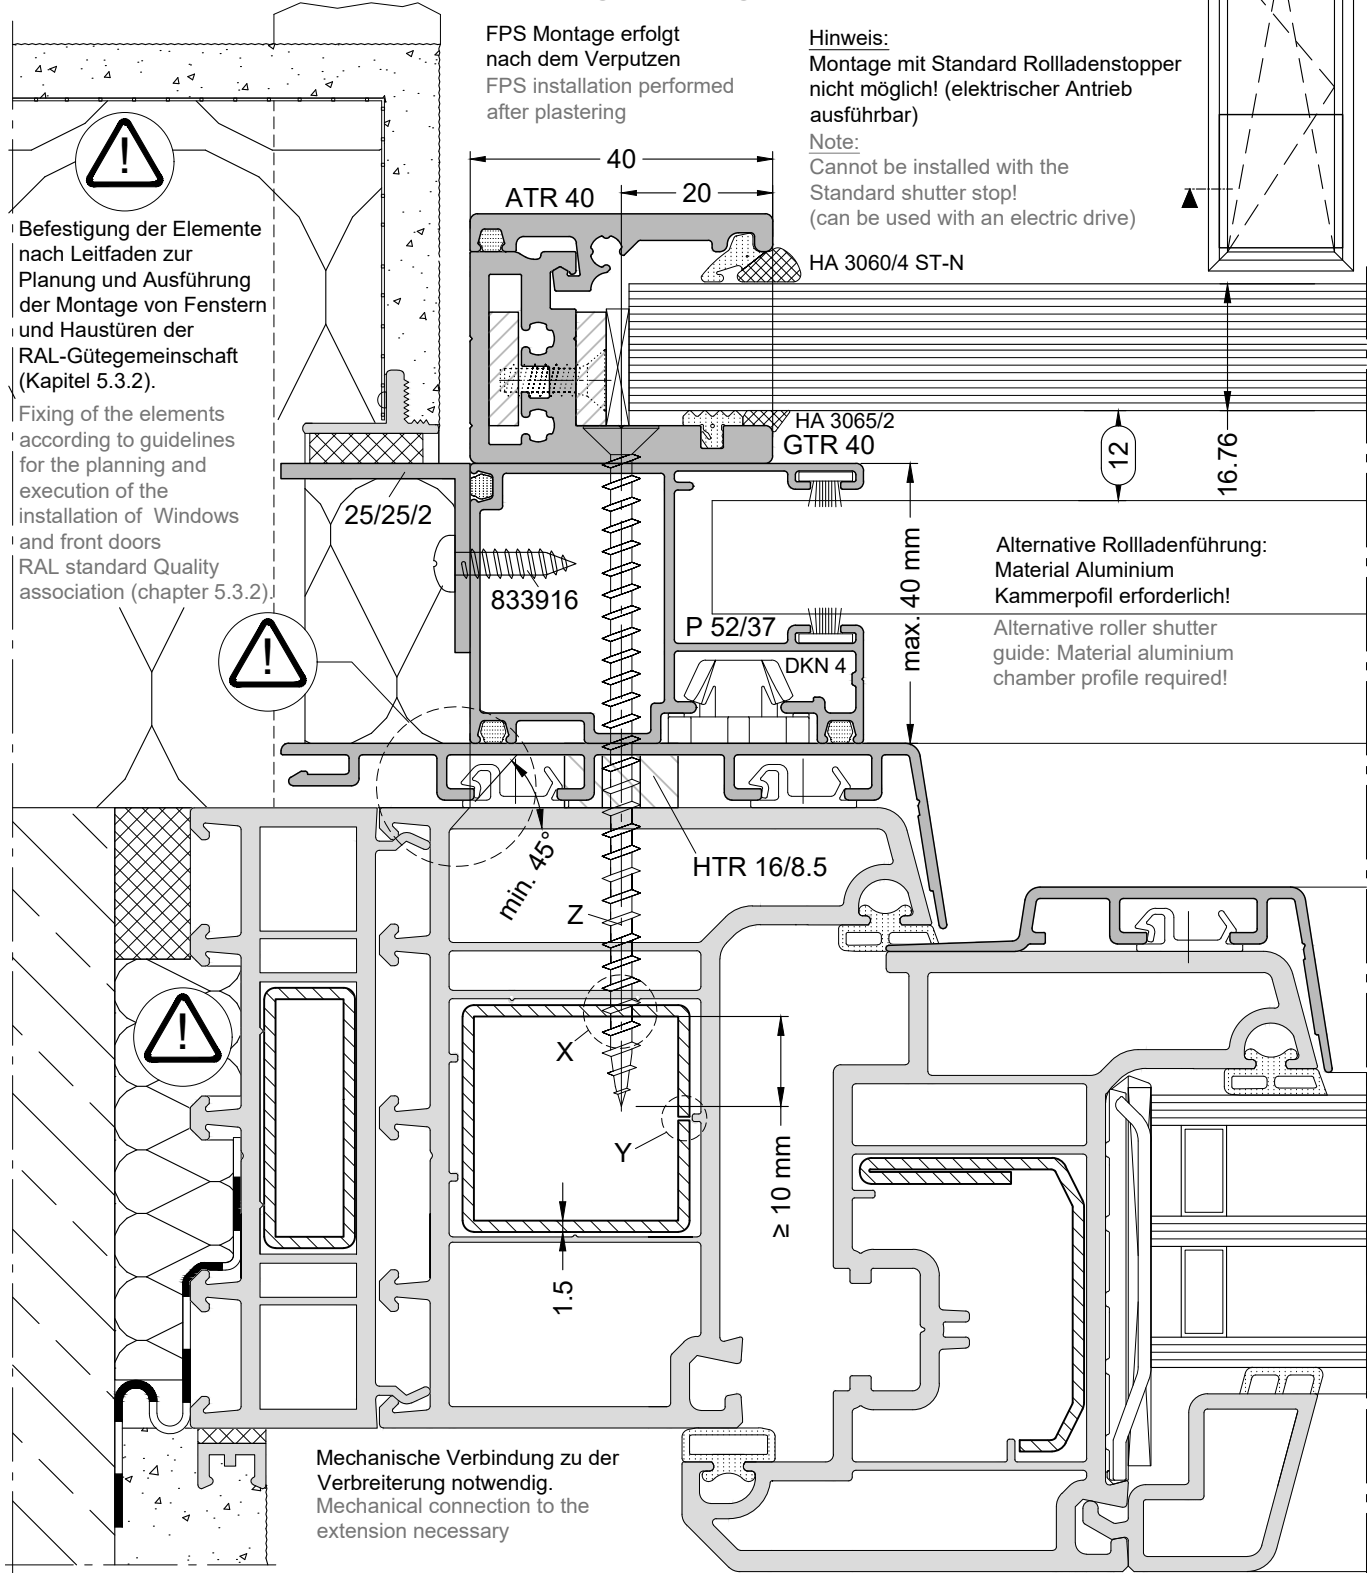 FPS Montage erfolgt
nach dem Verputzen
FPS installation performed
after plastering
Hinweis:
Montage mit Standard Rollladenstopper
nicht möglich! (elektrischer Antrieb
ausführbar)
Note:
Cannot be installed with the
Standard shutter stop!
(can be used with an electric drive)
!
Befestigung der Elemente
nach Leitfaden zur
Planung und Ausführung
der Montage von Fenstern
und Haustüren der
RAL-Gütegemeinschaft
(Kapitel 5.3.2).
Fixing of the elements
according to guidelines
for the planning and
execution of the
installation of Windows
and front doors
RAL standard Quality
association (chapter 5.3.2).
40
ATR 40
20
HA 3060/4 ST-N
HA 3065/2
GTR 40
12
16.76
25/25/2
833916
P 52/37
DKN 4
max. 40 mm
Alternative Rollladenführung:
Material Aluminium
Kammerpofil erforderlich!
Alternative roller shutter
guide: Material aluminium
chamber profile required!
!
min. 45°
HTR 16/8.5
Z
!
X
Y
≥ 10 mm
1.5
Mechanische Verbindung zu der
Verbreiterung notwendig.
Mechanical connection to the
extension necessary